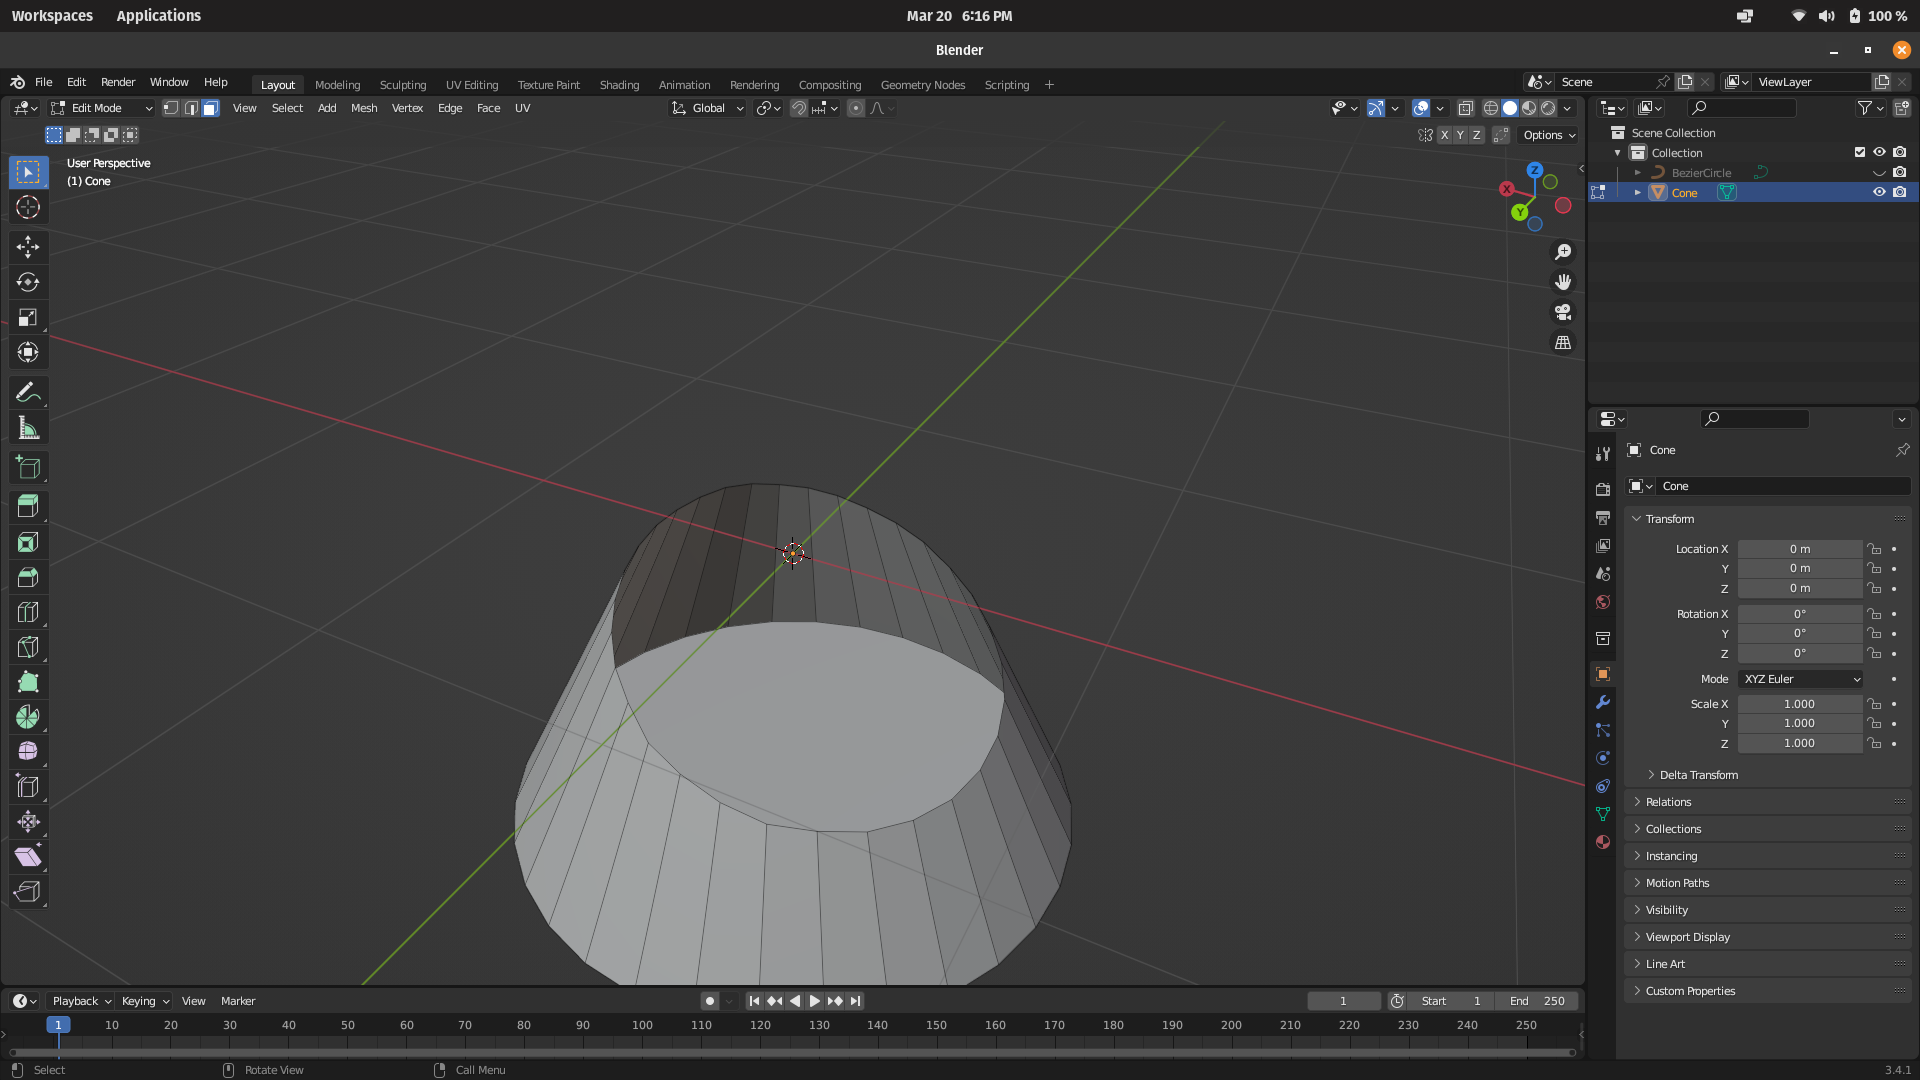 Workspaces Applications Mar 20 6:16 PM 100 %
Blender
File Edit Render Window Help Layout Modeling Sculpting UV Editing Texture Paint Shading Animation Rendering Compositing Geometry Nodes Scripting + Scene ViewLayer
Edit Mode View Select Add Mesh Vertex Edge Face UV Global
X Y Z Options
User Perspective
(1) Cone
Z
X
Y
Scene Collection
Collection
BezierCircle
Cone
Cone
Cone
Transform
Location X 0 m
Y 0 m
Z 0 m
Rotation X 0°
Y 0°
Z 0°
Mode XYZ Euler
Scale X 1.000
Y 1.000
Z 1.000
Delta Transform
Relations
Collections
Instancing
Motion Paths
Visibility
Viewport Display
Line Art
Custom Properties
Playback Keying View Marker 1 Start 1 End 250
1 10 20 30 40 50 60 70 80 90 100 110 120 130 140 150 160 170 180 190 200 210 220 230 240 250
Select Rotate View Call Menu 3.4.1